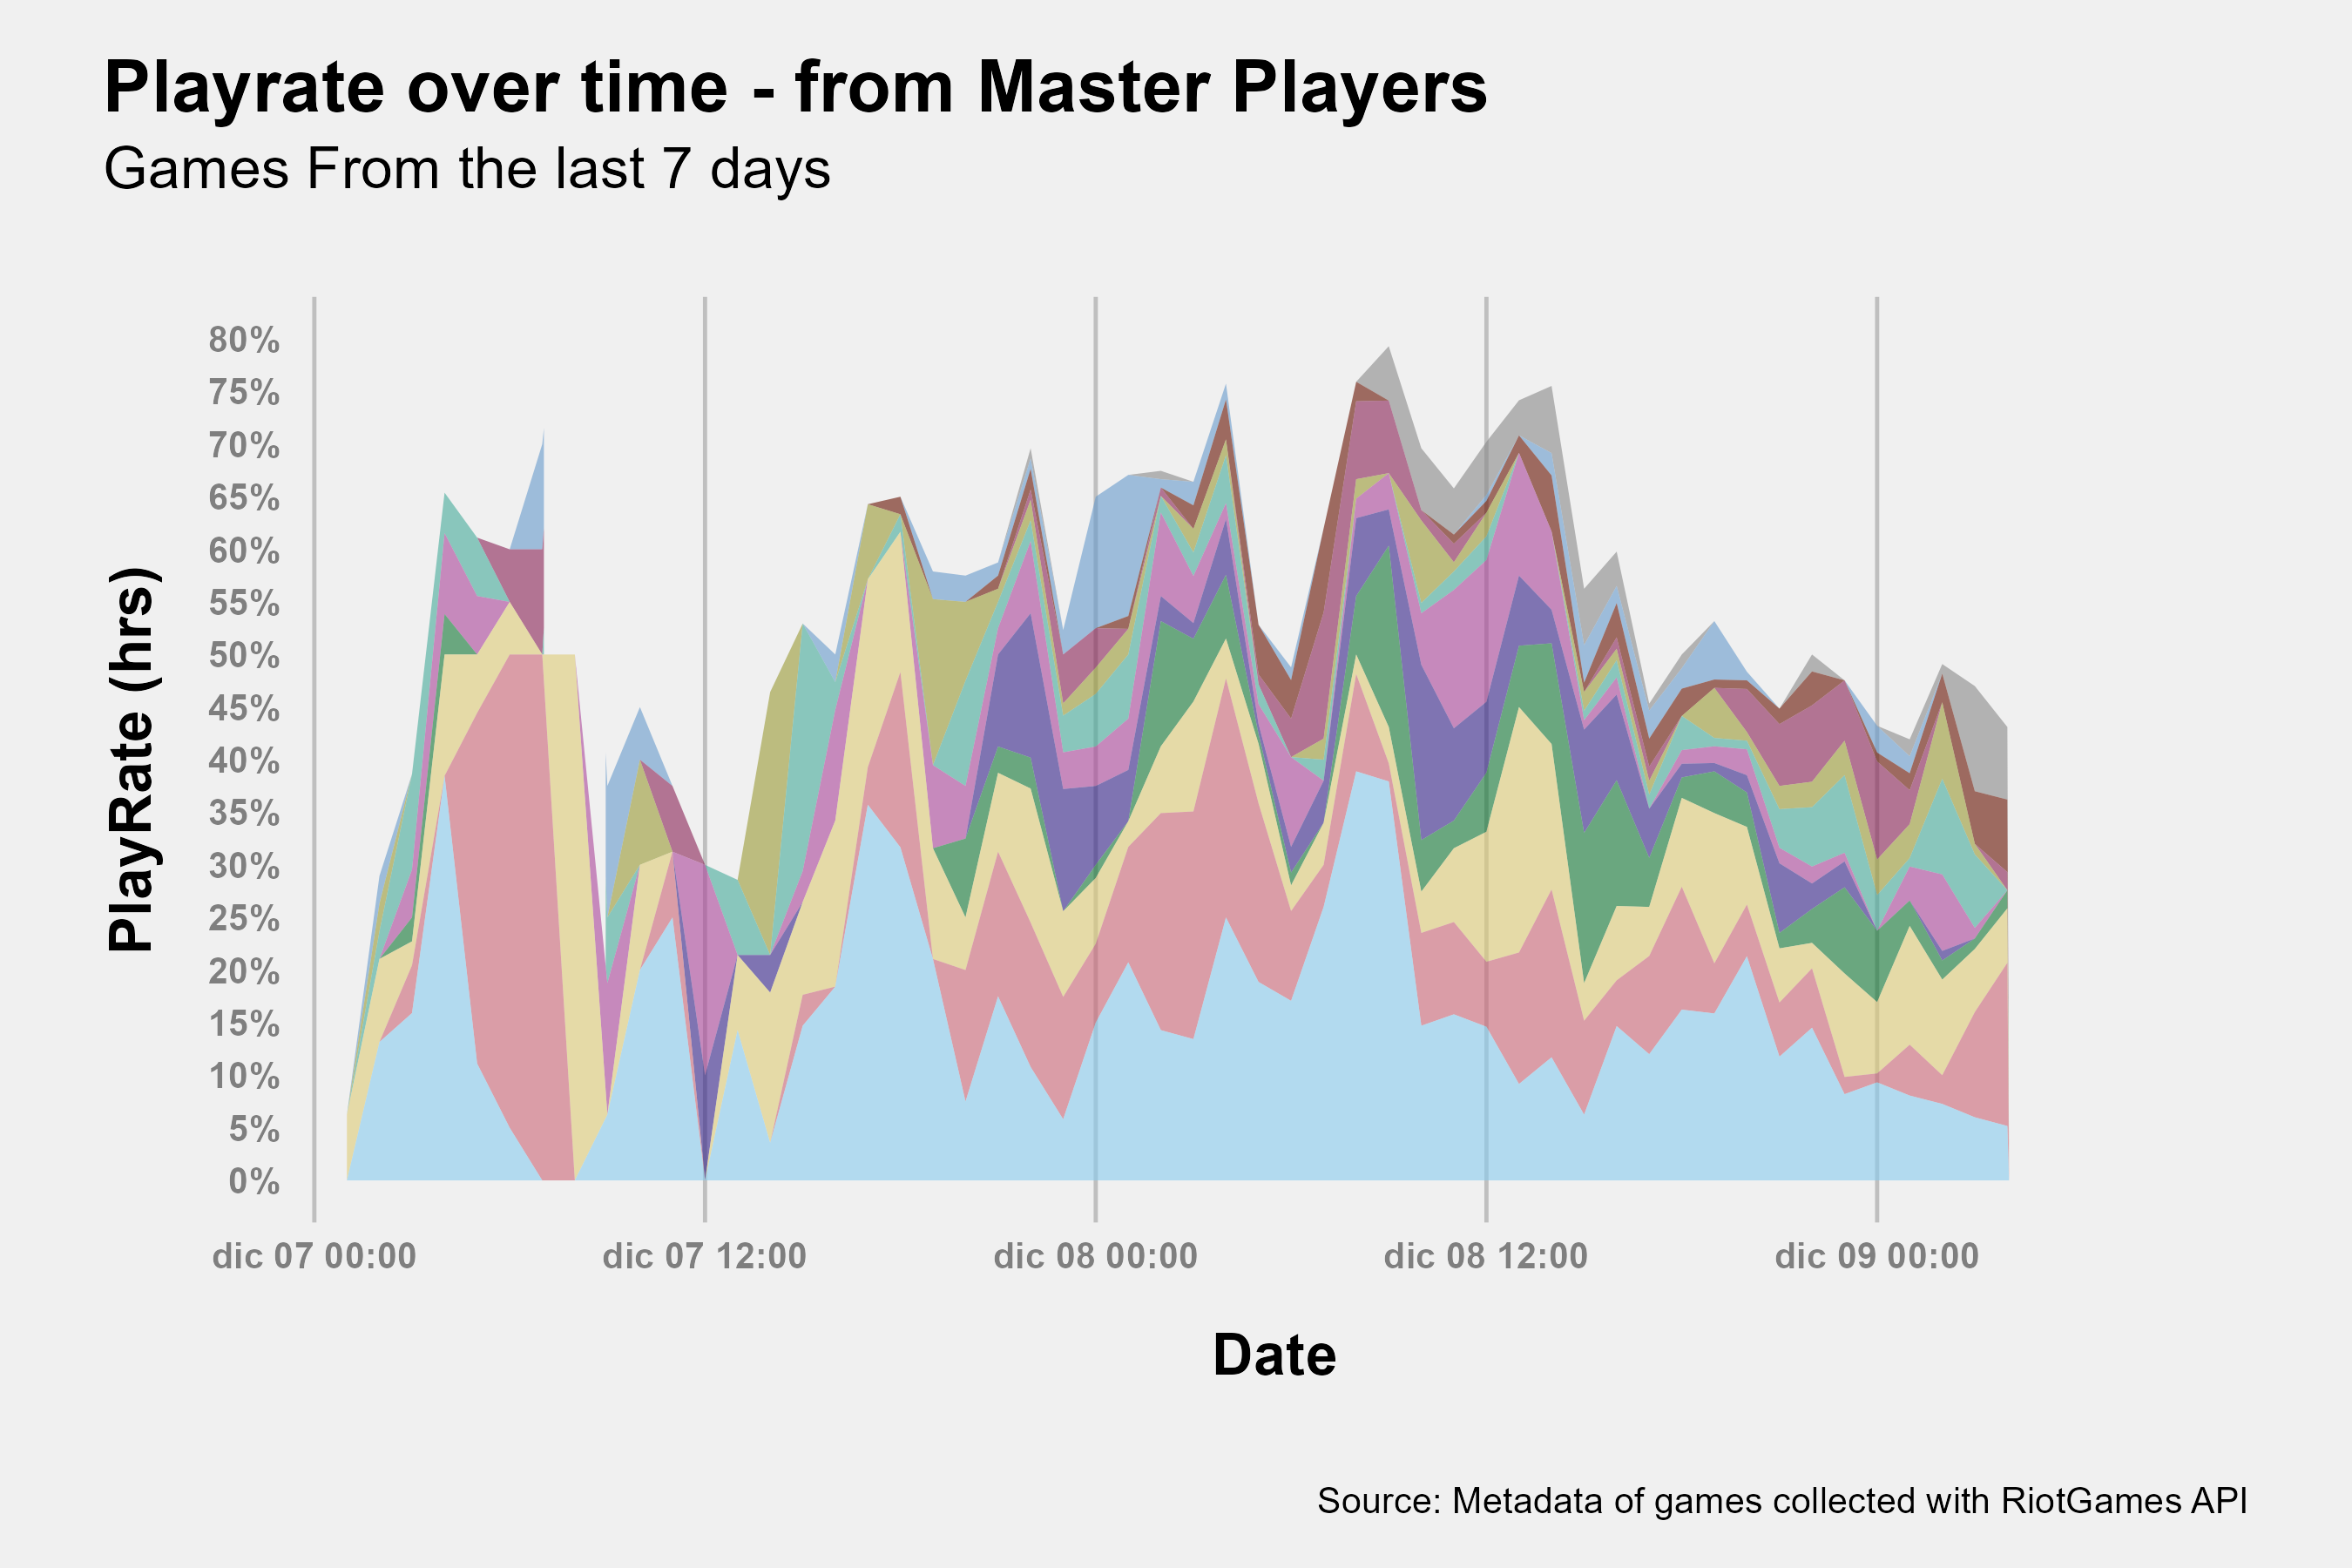 Playrate over time - from Master Players
Games From the last 7 days
PlayRate (hrs)
80%
75%
70%
65%
60%
55%
50%
45%
40%
35%
30%
25%
20%
15%
10%
5%
0%
dic 07 00:00
dic 07 12:00
dic 08 00:00
dic 08 12:00
dic 09 00:00
Date
Source: Metadata of games collected with RiotGames API